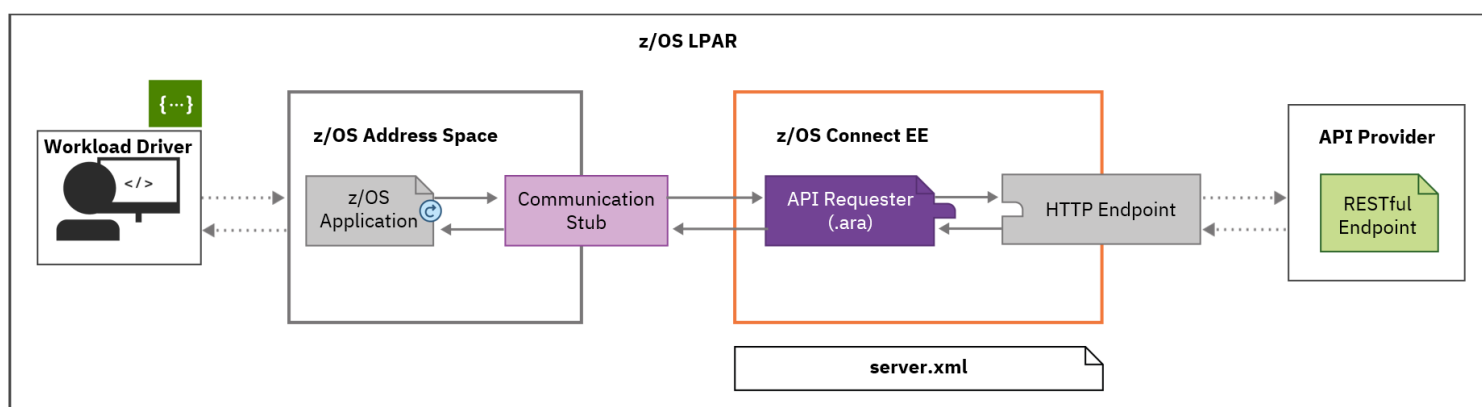 z/OS LPAR
{...}
Workload Driver
</>
z/OS Address Space
z/OS
Application
Communication
Stub
z/OS Connect EE
API Requester
(.ara)
HTTP Endpoint
API Provider
RESTful
Endpoint
server.xml